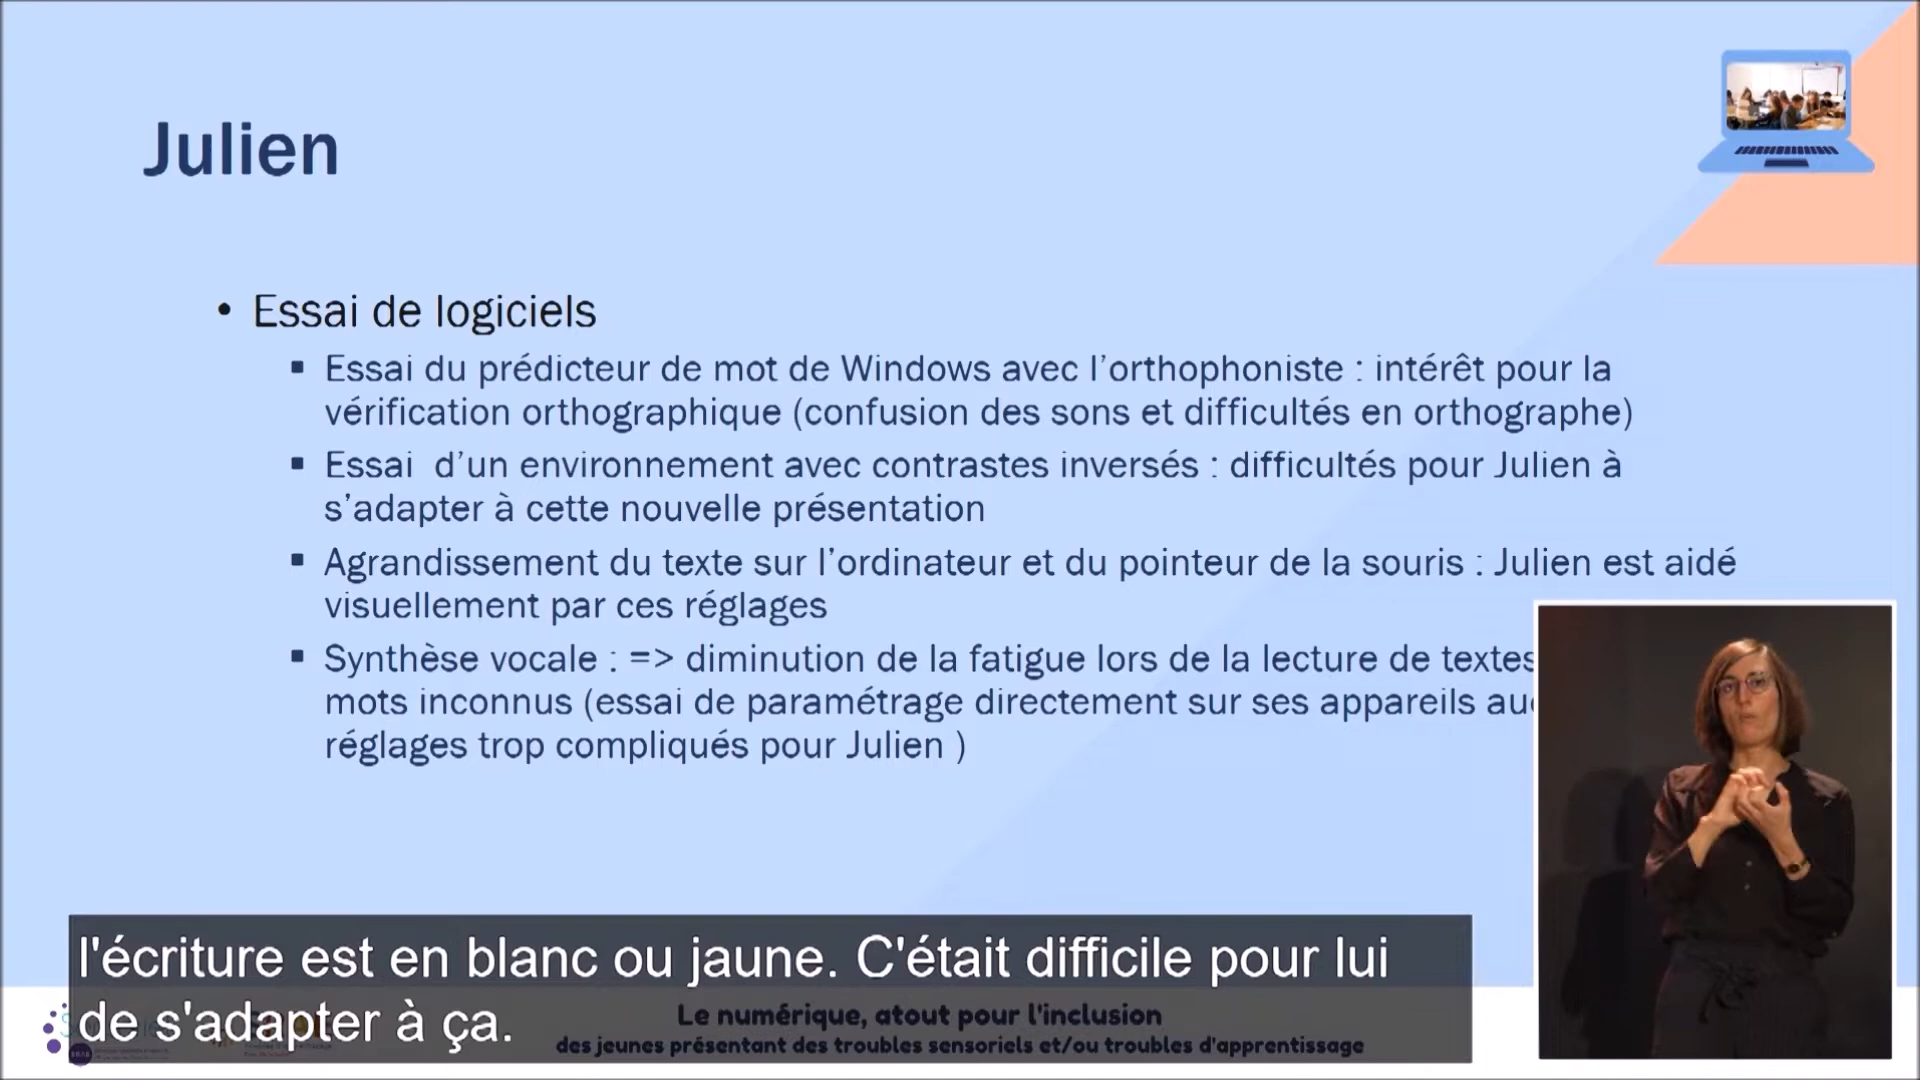 Julien
• Essai de logiciels
▪ Essai du prédicteur de mot de Windows avec l’orthophoniste : intérêt pour la
vérification orthographique (confusion des sons et difficultés en orthographe)
▪ Essai d’un environnement avec contrastes inversés : difficultés pour Julien à
s’adapter à cette nouvelle présentation
▪ Agrandissement du texte sur l’ordinateur et du pointeur de la souris : Julien est aidé
visuellement par ces réglages
▪ Synthèse vocale : => diminution de la fatigue lors de la lecture de textes
mots inconnus (essai de paramétrage directement sur ses appareils
réglages trop compliqués pour Julien )
l'écriture est en blanc ou jaune. C'était difficile pour lui
de s'adapter à ça.
Le numérique, atout pour l'inclusion
des jeunes présentant des troubles sensoriels et/ou troubles d'apprentissage